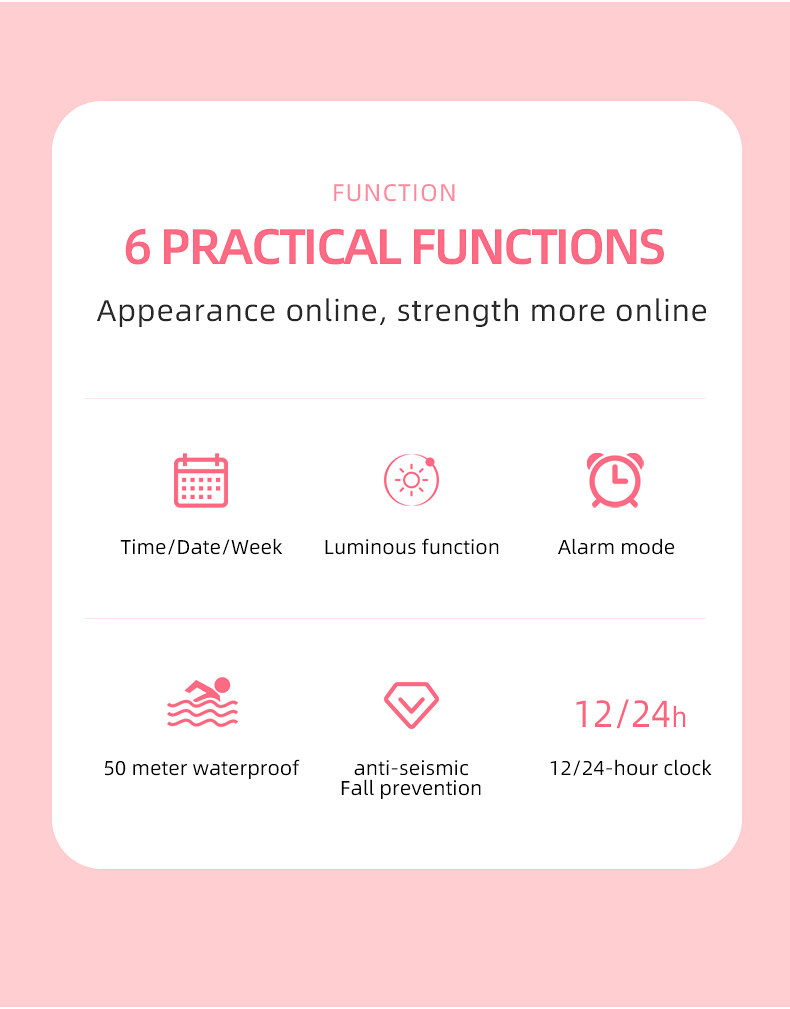 FUNCTION
6 PRACTICAL FUNCTIONS
Appearance online, strength more online
Time/Date/Week
Luminous function
Alarm mode
12/24h
50 meter waterproof
anti-seismic
Fall prevention
12/24-hour clock